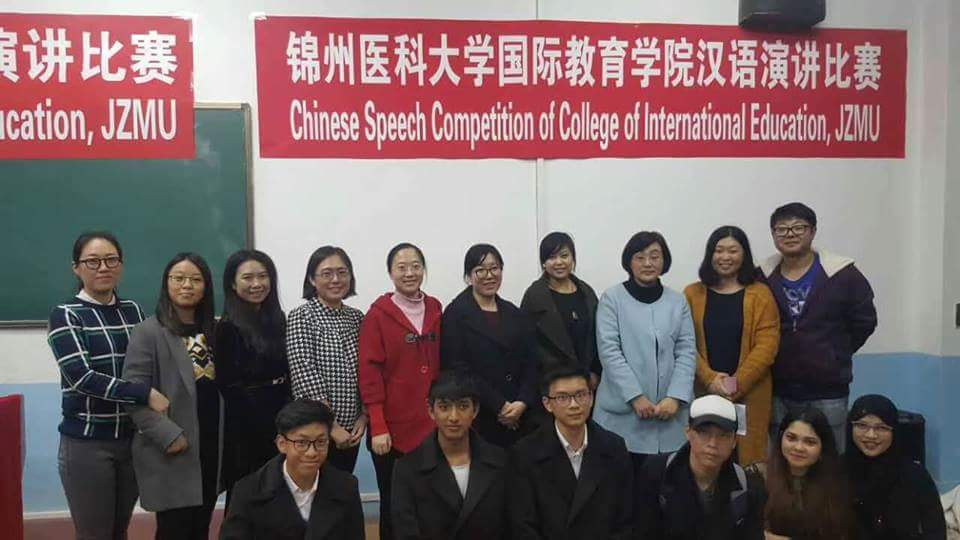 演讲比赛
ucation, JZMU
锦州医科大学国际教育学院汉语演讲比赛
Chinese Speech Competition of College of International Education, JZMU